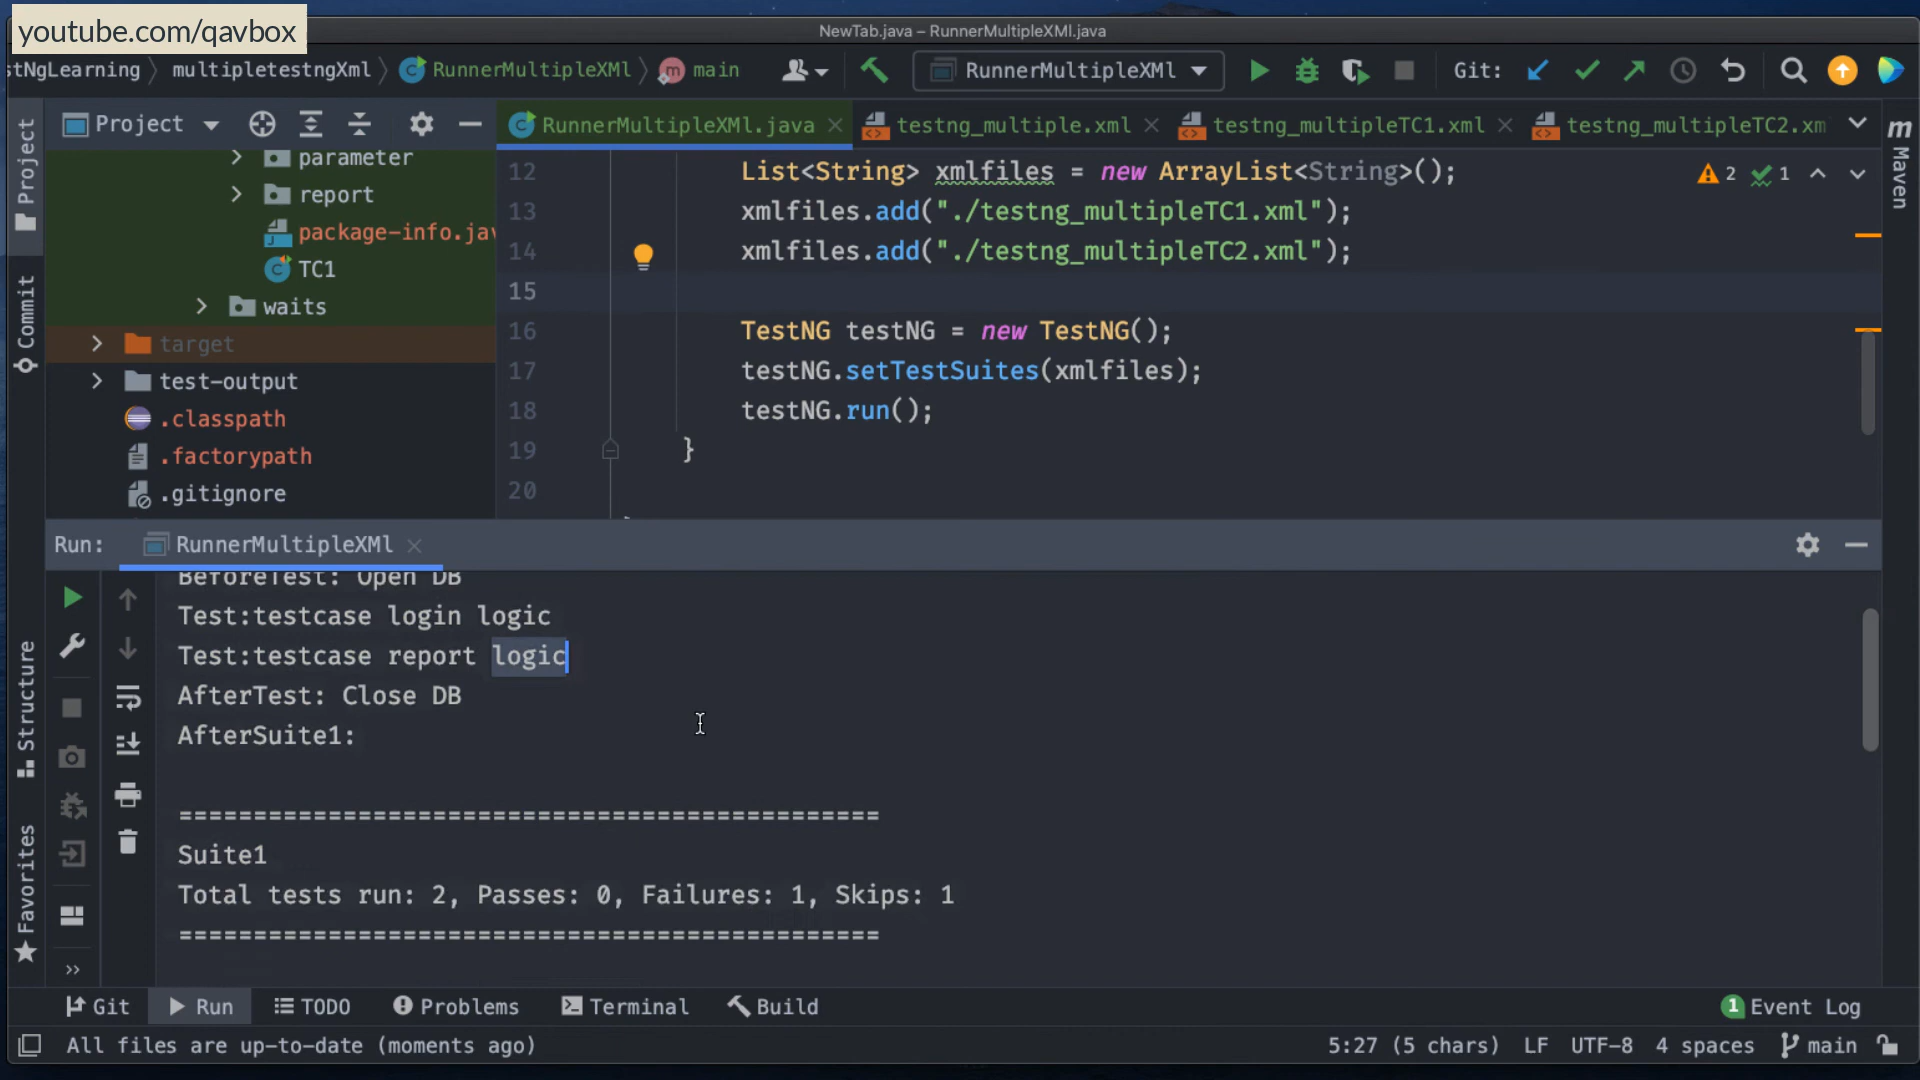 youtube.com/qavbox
NewTab.java – RunnerMultipleXMl.java
stNgLearning
multipletestngXml
RunnerMultipleXMl
main
RunnerMultipleXMl
Git:
Project
RunnerMultipleXMl.java
testng_multiple.xml
testng_multipleTC1.xml
testng_multipleTC2.xm
Maven
Project
Commit
Structure
Favorites
parameter
report
package-info.jav
TC1
waits
target
test-output
.classpath
.factorypath
.gitignore
2
1
12 List<String> xmlfiles = new ArrayList<String>();
13 xmlfiles.add("./testng_multipleTC1.xml");
14 xmlfiles.add("./testng_multipleTC2.xml");
15
16 TestNG testNG = new TestNG();
17 testNG.setTestSuites(xmlfiles);
18 testNG.run();
19 }
20
Run: RunnerMultipleXMl
BeforeTest: Open DB
Test:testcase login logic
Test:testcase report logic
AfterTest: Close DB
AfterSuite1:
===============================================
Suite1
Total tests run: 2, Passes: 0, Failures: 1, Skips: 1
===============================================
Git Run TODO Problems Terminal Build
1 Event Log
All files are up-to-date (moments ago)
5:27 (5 chars) LF UTF-8 4 spaces main